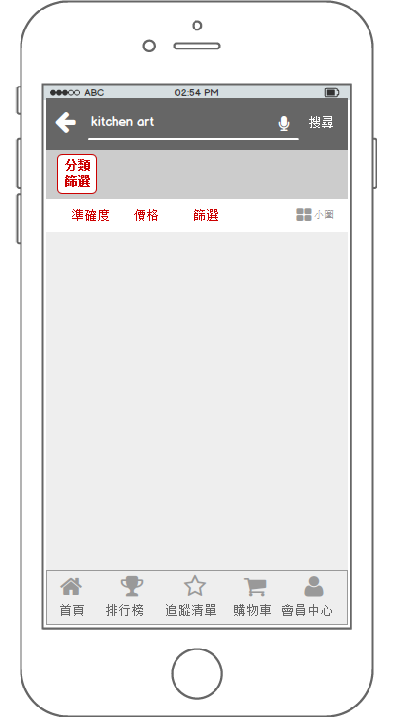 ABC 02:54 PM
kitchen art 搜尋
分類
篩選
準確度 價格 篩選 小圖
首頁 排行榜 追蹤清單 購物車 會員中心